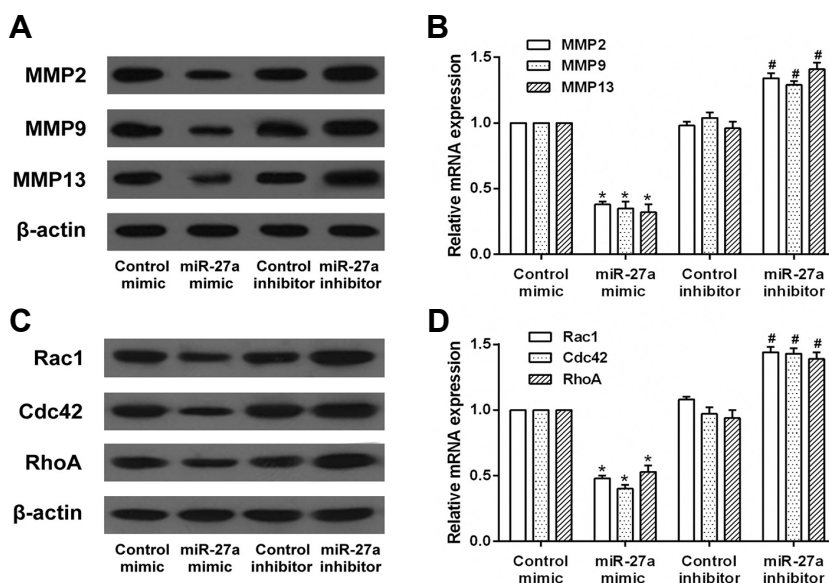 A
MMP2
MMP9
MMP13
β-actin
Control mimic
miR-27a mimic
Control inhibitor
miR-27a inhibitor
B
MMP2
MMP9
MMP13
Relative mRNA expression
1.5
1.0
0.5
0.0
* * *
# # #
Control mimic
miR-27a mimic
Control inhibitor
miR-27a inhibitor
C
Rac1
Cdc42
RhoA
β-actin
Control mimic
miR-27a mimic
Control inhibitor
miR-27a inhibitor
D
Rac1
Cdc42
RhoA
Relative mRNA expression
1.5
1.0
0.5
0.0
* * *
# # #
Control mimic
miR-27a mimic
Control inhibitor
miR-27a inhibitor